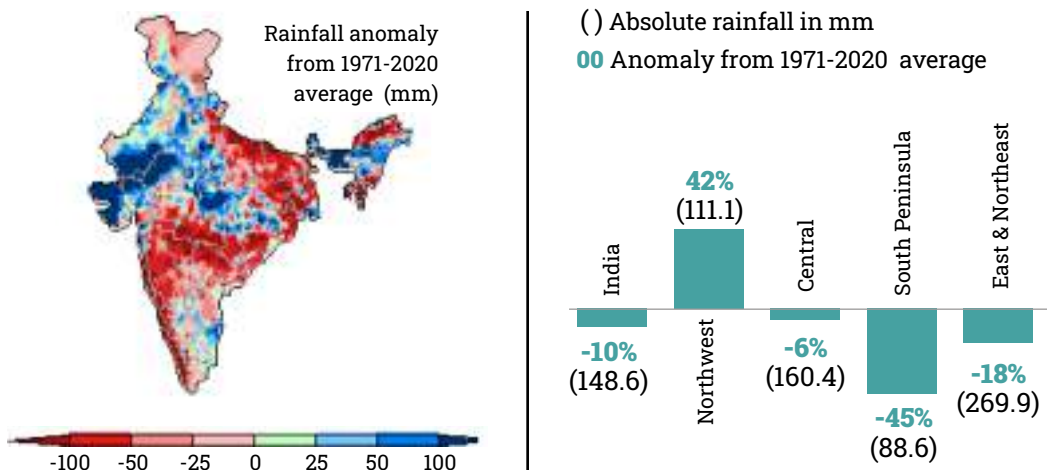 Rainfall anomaly
from 1971-2020
average (mm)
-100 -50 -25 0 25 50 100
() Absolute rainfall in mm
00 Anomaly from 1971-2020 average
India
-10%
(148.6)
42%
(111.1)
Northwest
Central
-6%
(160.4)
South Peninsula
-45%
(88.6)
East & Northeast
-18%
(269.9)